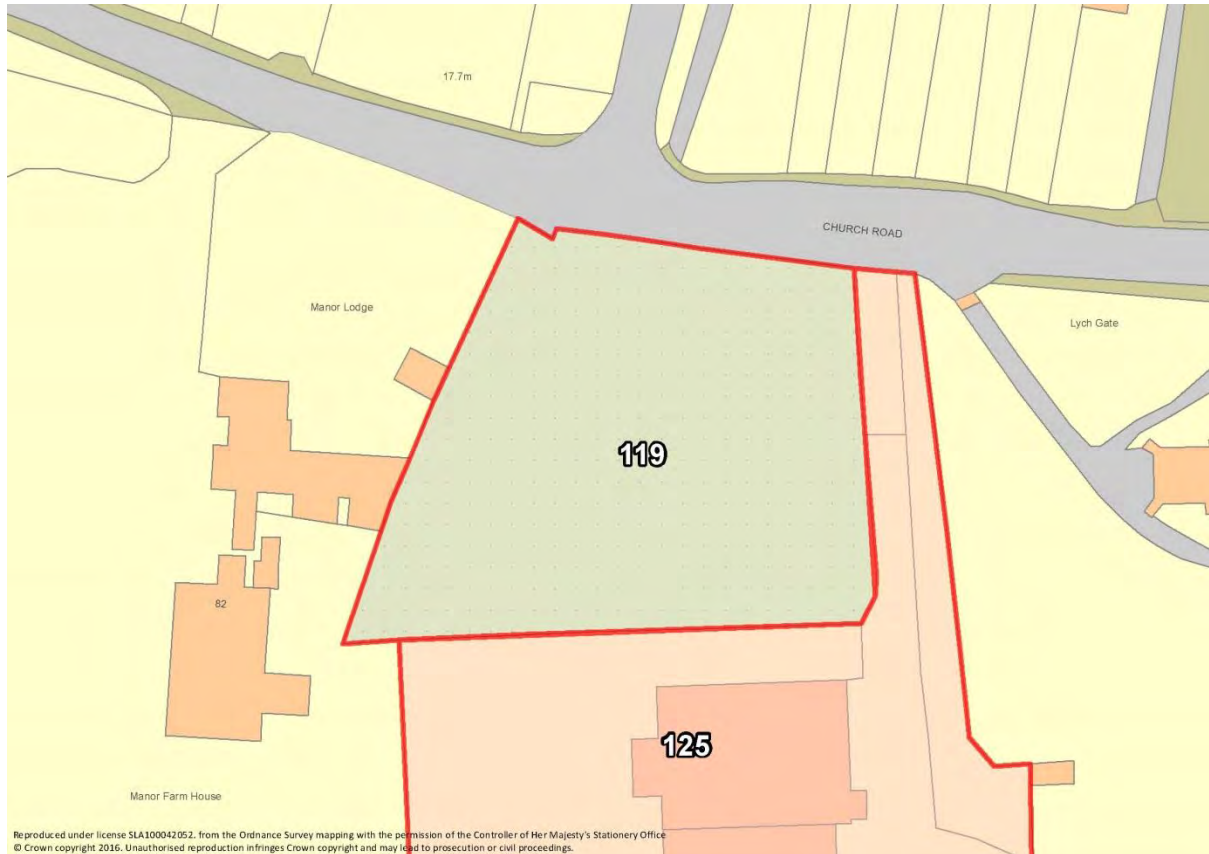 17.7m
CHURCH ROAD
Manor Lodge
Lych Gate
119
82
125
Manor Farm House
Reproduced under license SLA100042052. from the Ordnance Survey mapping with the permission of the Controller of Her Majesty's Stationery Office
© Crown copyright 2016. Unauthorised reproduction infringes Crown copyright and may lead to prosecution or civil proceedings.